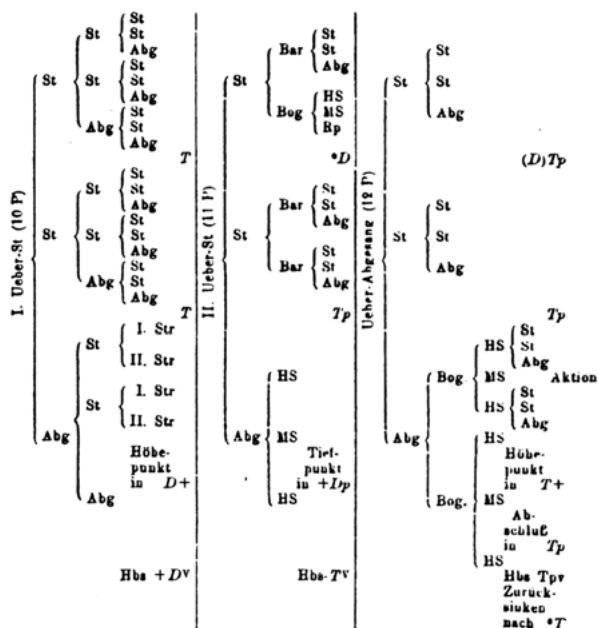 I. Ueber-St (10 P)
St
St
St
St
Abg
St
St
St
Abg
Abg
St
St
Abg
T
St
St
St
St
Abg
St
St
St
Abg
Abg
St
St
Abg
T
Abg
St
I. Str
II. Str
St
I. Str
II. Str
Abg
Höhe-
punkt
in D+
Hbs +Dv
II. Ueber-St (11 P)
St
Bar
St
St
Abg
Bog
HS
MS
Rp
°D
St
Bar
St
St
Abg
Bar
St
St
Abg
Tp
Abg
HS
MS
HS
Tief-
punkt
in +Dp
Hbs-Tv
Ueber-Abgesang (12 P)
St
St
St
Abg
(D) Tp
St
St
St
Abg
Tp
Abg
Bog.
HS
St
St
Abg
MS
Aktion
HS
St
St
Abg
Bog.
HS
Höhe-
punkt
in T+
MS
Ab-
schluß
in Tp
HS
Hbs Tpv
Zurück-
sinken
nach °T